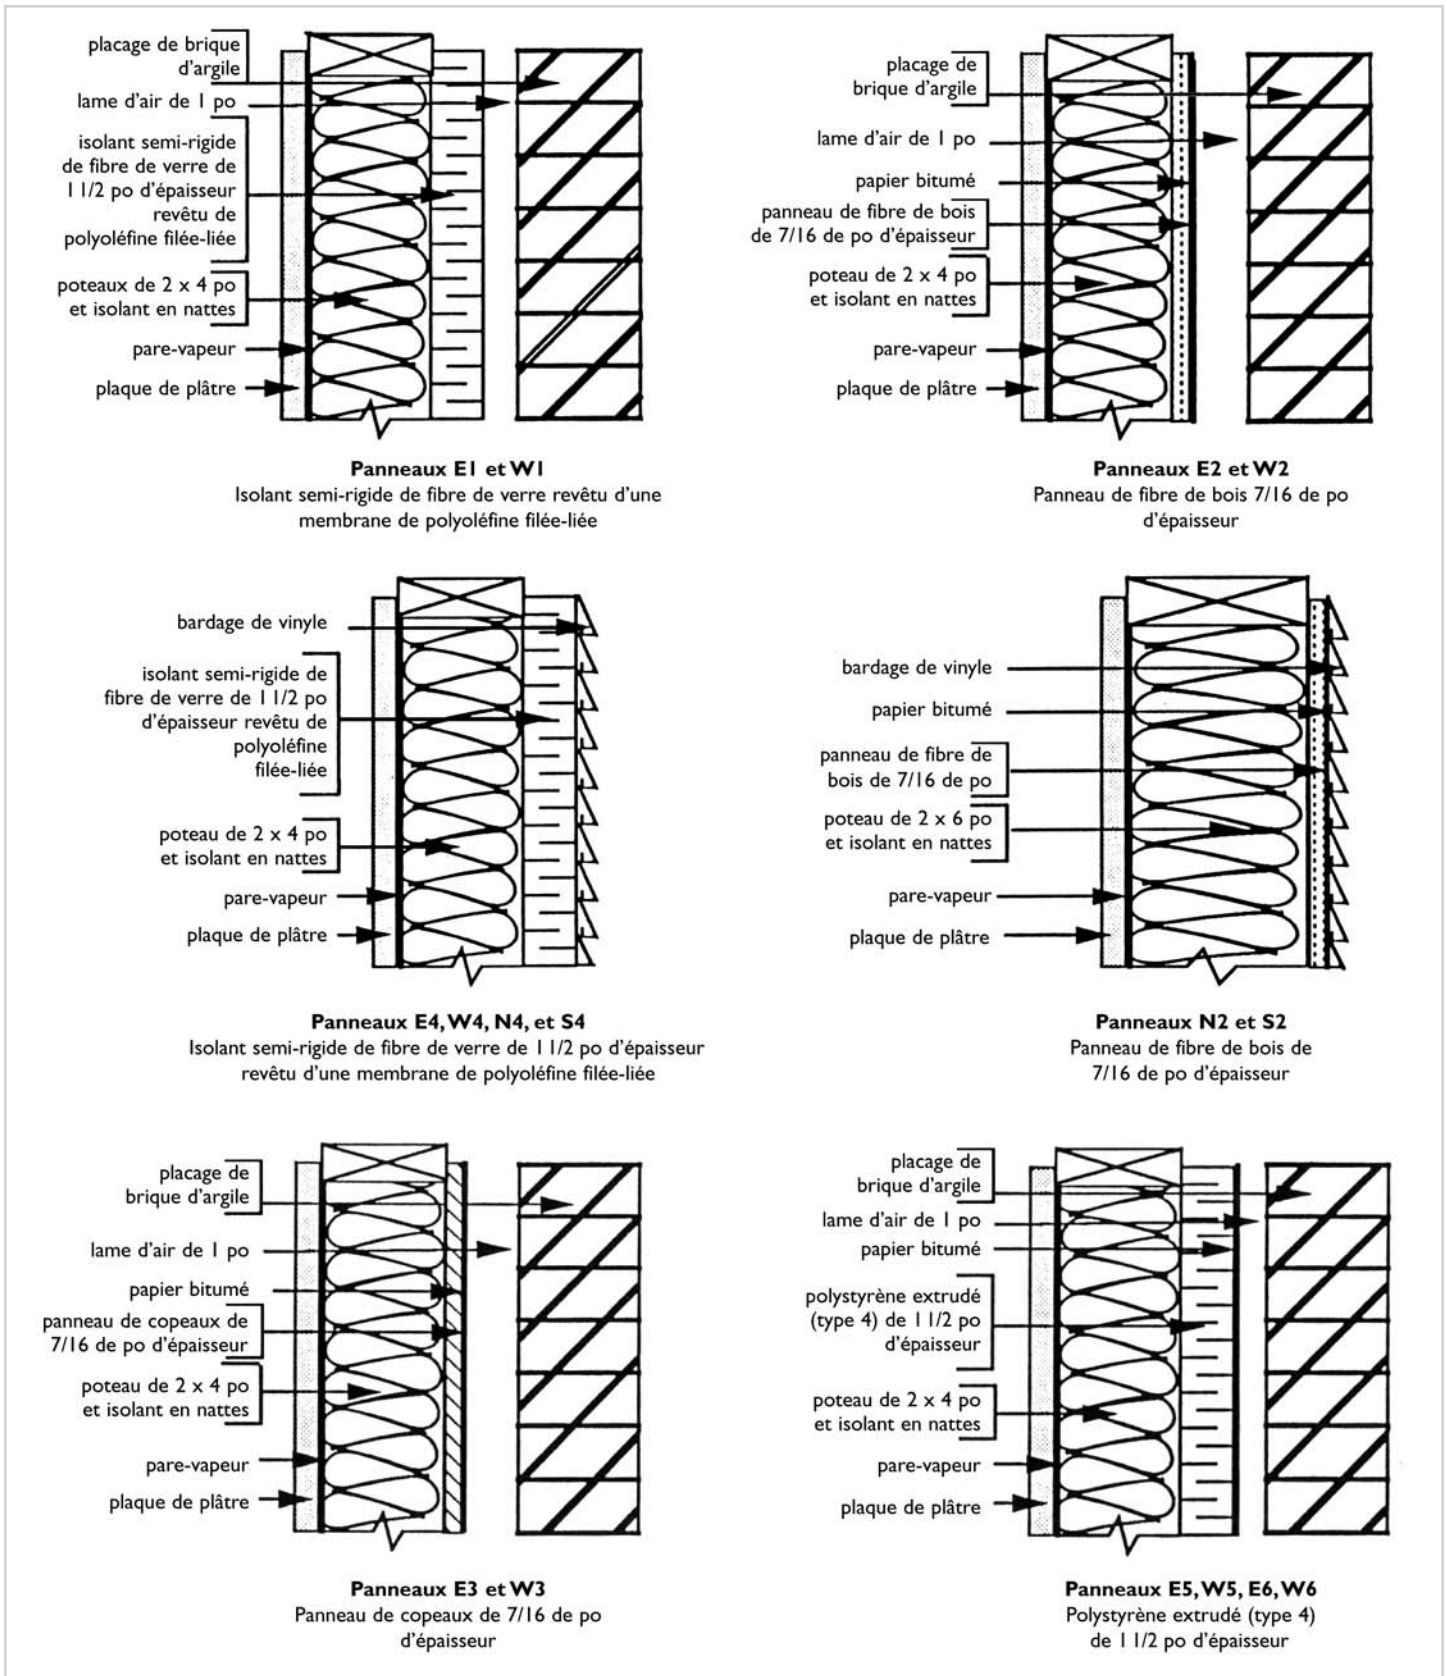 placage de brique
d'argile
lame d'air de 1 po
isolant semi-rigide
de fibre de verre de
1 1/2 po d'épaisseur
revêtu de
polyoléfine filée-liée
poteaux de 2 x 4 po
et isolant en nattes
pare-vapeur
plaque de plâtre
Panneaux E1 et W1
Isolant semi-rigide de fibre de verre revêtu d'une
membrane de polyoléfine filée-liée
placage de
brique d'argile
lame d'air de 1 po
papier bitumé
panneau de fibre de bois
de 7/16 de po d'épaisseur
poteau de 2 x 4 po
et isolant en nattes
pare-vapeur
plaque de plâtre
Panneaux E2 et W2
Panneau de fibre de bois 7/16 de po
d'épaisseur
bardage de vinyle
isolant semi-rigide de
fibre de verre de 1 1/2 po
d'épaisseur revêtu de
polyoléfine
filée-liée
poteau de 2 x 4 po
et isolant en nattes
pare-vapeur
plaque de plâtre
Panneaux E4, W4, N4, et S4
Isolant semi-rigide de fibre de verre de 1 1/2 po d'épaisseur
revêtu d'une membrane de polyoléfine filée-liée
bardage de vinyle
papier bitumé
panneau de fibre de
bois de 7/16 de po
poteau de 2 x 6 po
et isolant en nattes
pare-vapeur
plaque de plâtre
Panneaux N2 et S2
Panneau de fibre de bois de
7/16 de po d'épaisseur
placage de
brique d'argile
lame d'air de 1 po
papier bitumé
panneau de copeaux de
7/16 de po d'épaisseur
poteau de 2 x 4 po
et isolant en nattes
pare-vapeur
plaque de plâtre
Panneaux E3 et W3
Panneau de copeaux de 7/16 de po
d'épaisseur
placage de
brique d'argile
lame d'air de 1 po
papier bitumé
polystyrène extrudé
(type 4) de 1 1/2 po
d'épaisseur
poteau de 2 x 4 po
et isolant en nattes
pare-vapeur
plaque de plâtre
Panneaux E5, W5, E6, W6
Polystyrène extrudé (type 4)
de 1 1/2 po d'épaisseur